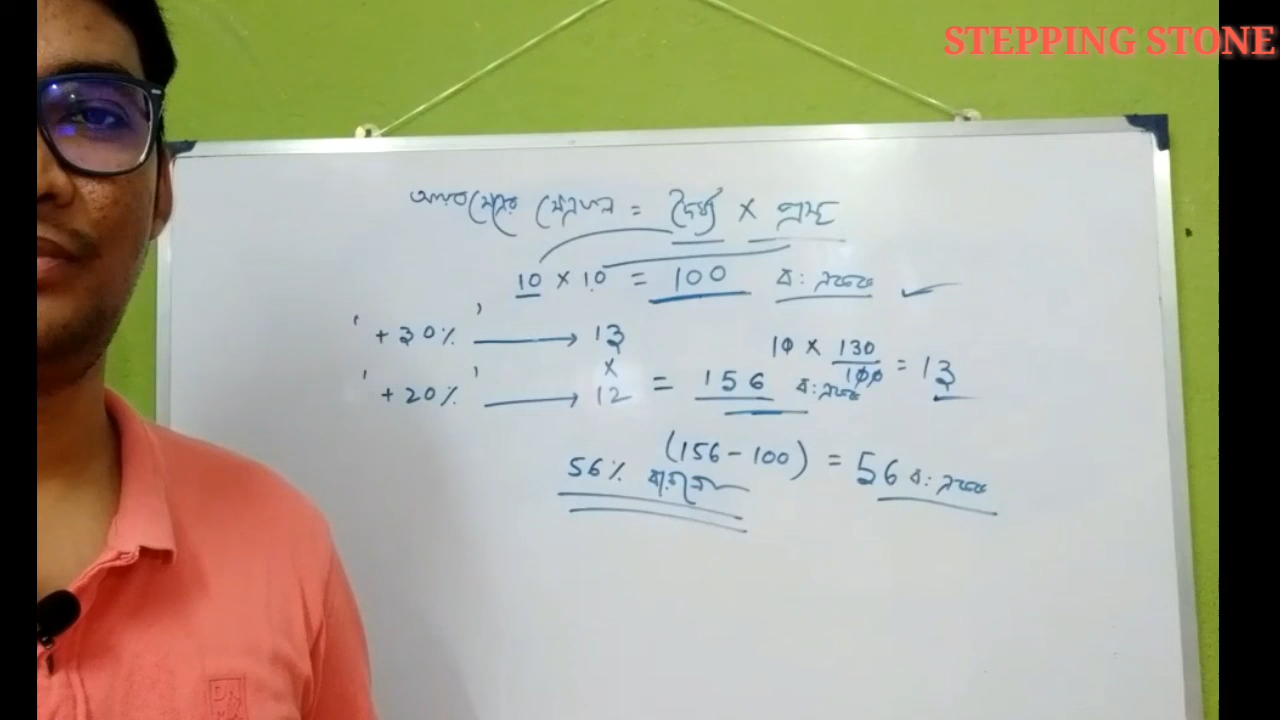 STEPPING STONE
আয়তক্ষেত্রের ক্ষেত্রফল = দৈর্ঘ্য × প্রস্থ
10 × 10 = 100 ব: একক
' + 30% ' → 13
×
10 × 130/100 = 13
' + 20% ' → 12 = 156 ব: একক
(156 - 100) = 56 ব: একক
56%